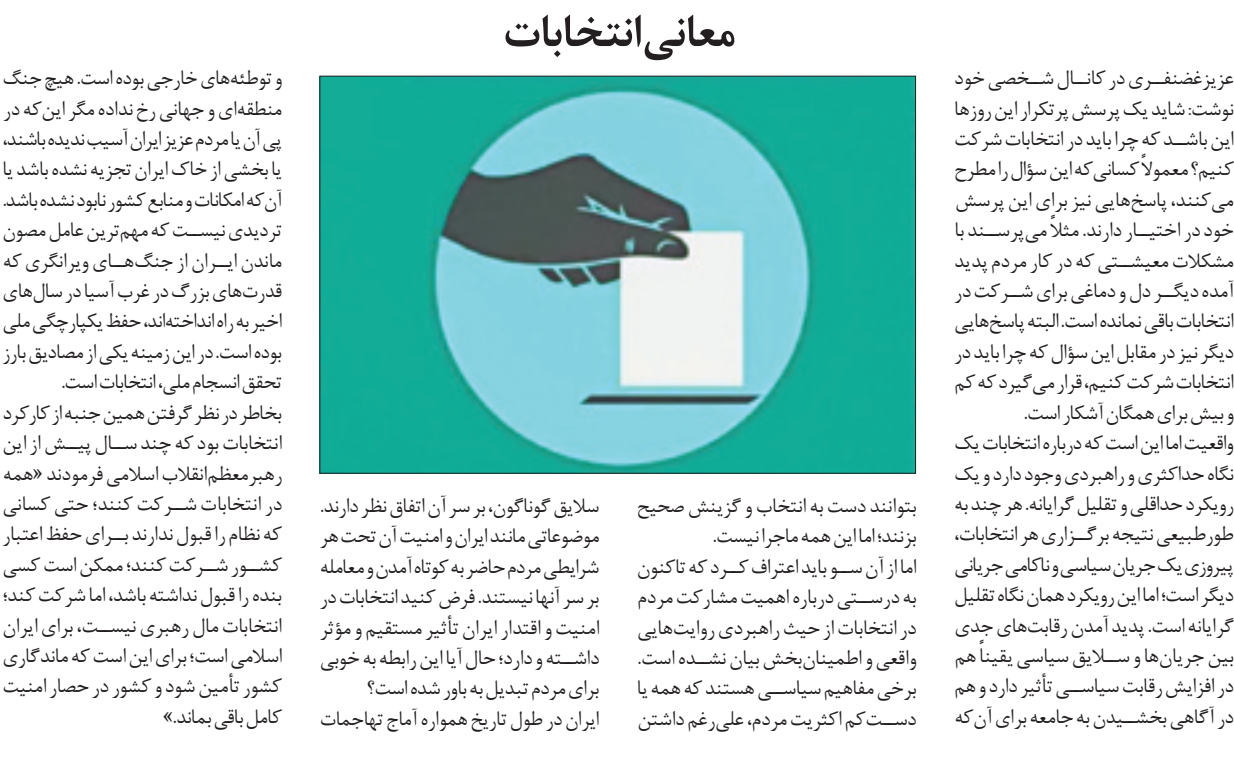 معانی انتخابات
عزیز غضنفری در کانال شخصی خود
نوشت: شاید یک پرسش پر تکرار این روزها
این باشد که چرا باید در انتخابات شرکت
کنیم؟ معمولاً کسانی که این سؤال را مطرح
می‌کنند، پاسخ‌هایی نیز برای این پرسش
خود در اختیار دارند. مثلاً می‌پرسند با
مشکلات معیشتی که در کار مردم پدید
آمده دیگر دل و دماغی برای شرکت در
انتخابات باقی نمانده است. البته پاسخ‌هایی
دیگر نیز در مقابل این سؤال که چرا باید در
انتخابات شرکت کنیم، قرار می‌گیرد که کم
و بیش برای همگان آشکار است.
واقعیت اما این است که درباره انتخابات یک
نگاه حداکثری و راهبردی وجود دارد و یک
رویکرد حداقلی و تقلیل گرایانه. هر چند به
طور طبیعی نتیجه برگزاری هر انتخابات،
پیروزی یک جریان سیاسی و ناکامی جریانی
دیگر است؛ اما این رویکرد همان نگاه تقلیل
گرایانه است. پدید آمدن رقابت‌های جدی
بین جریان‌ها و سلایق سیاسی یقیناً هم
در افزایش رقابت سیاسی تأثیر دارد و هم
در آگاهی بخشیدن به جامعه برای آن که
بتوانند دست به انتخاب و گزینش صحیح
بزنند؛ اما این همه ماجرا نیست.
اما از آن سو باید اعتراف کرد که تاکنون
به درستی درباره اهمیت مشارکت مردم
در انتخابات از حیث راهبردی روایت‌هایی
واقعی و اطمینان‌بخش بیان نشده است.
برخی مفاهیم سیاسی هستند که همه یا
دست‌کم اکثریت مردم، علی‌رغم داشتن
سلایق گوناگون، بر سر آن اتفاق نظر دارند.
موضوعاتی مانند ایران و امنیت آن تحت هر
شرایطی مردم حاضر به کوتاه آمدن و معامله
بر سر آنها نیستند. فرض کنید انتخابات در
امنیت و اقتدار ایران تأثیر مستقیم و مؤثر
داشته و دارد؛ حال آیا این رابطه به خوبی
برای مردم تبدیل به باور شده است؟
ایران در طول تاریخ همواره آماج تهاجمات
و توطئه‌های خارجی بوده است. هیچ جنگ
منطقه‌ای و جهانی رخ نداده مگر این‌که در
پی آن یا مردم عزیز ایران آسیب ندیده باشند،
یا بخشی از خاک ایران تجزیه نشده باشد یا
آن که امکانات و منابع کشور نابود نشده باشد.
تردیدی نیست که مهم‌ترین عامل مصون
ماندن ایران از جنگ‌های ویرانگری که
قدرت‌های بزرگ در غرب آسیا در سال‌های
اخیر به راه انداخته‌اند، حفظ یکپارچگی ملی
بوده است. در این زمینه یکی از مصادیق بارز
تحقق انسجام ملی، انتخابات است.
بخاطر در نظر گرفتن همین جنبه از کارکرد
انتخابات بود که چند سال پیش از این
رهبر معظم انقلاب اسلامی فرمودند «همه
در انتخابات شرکت کنند؛ حتی کسانی
که نظام را قبول ندارند برای حفظ اعتبار
کشور شرکت کنند؛ ممکن است کسی
بنده را قبول نداشته باشد، اما شرکت کند؛
انتخابات مال رهبری نیست، برای ایران
اسلامی است؛ برای این است که ماندگاری
کشور تأمین شود و کشور در حصار امنیت
کامل باقی بماند.»